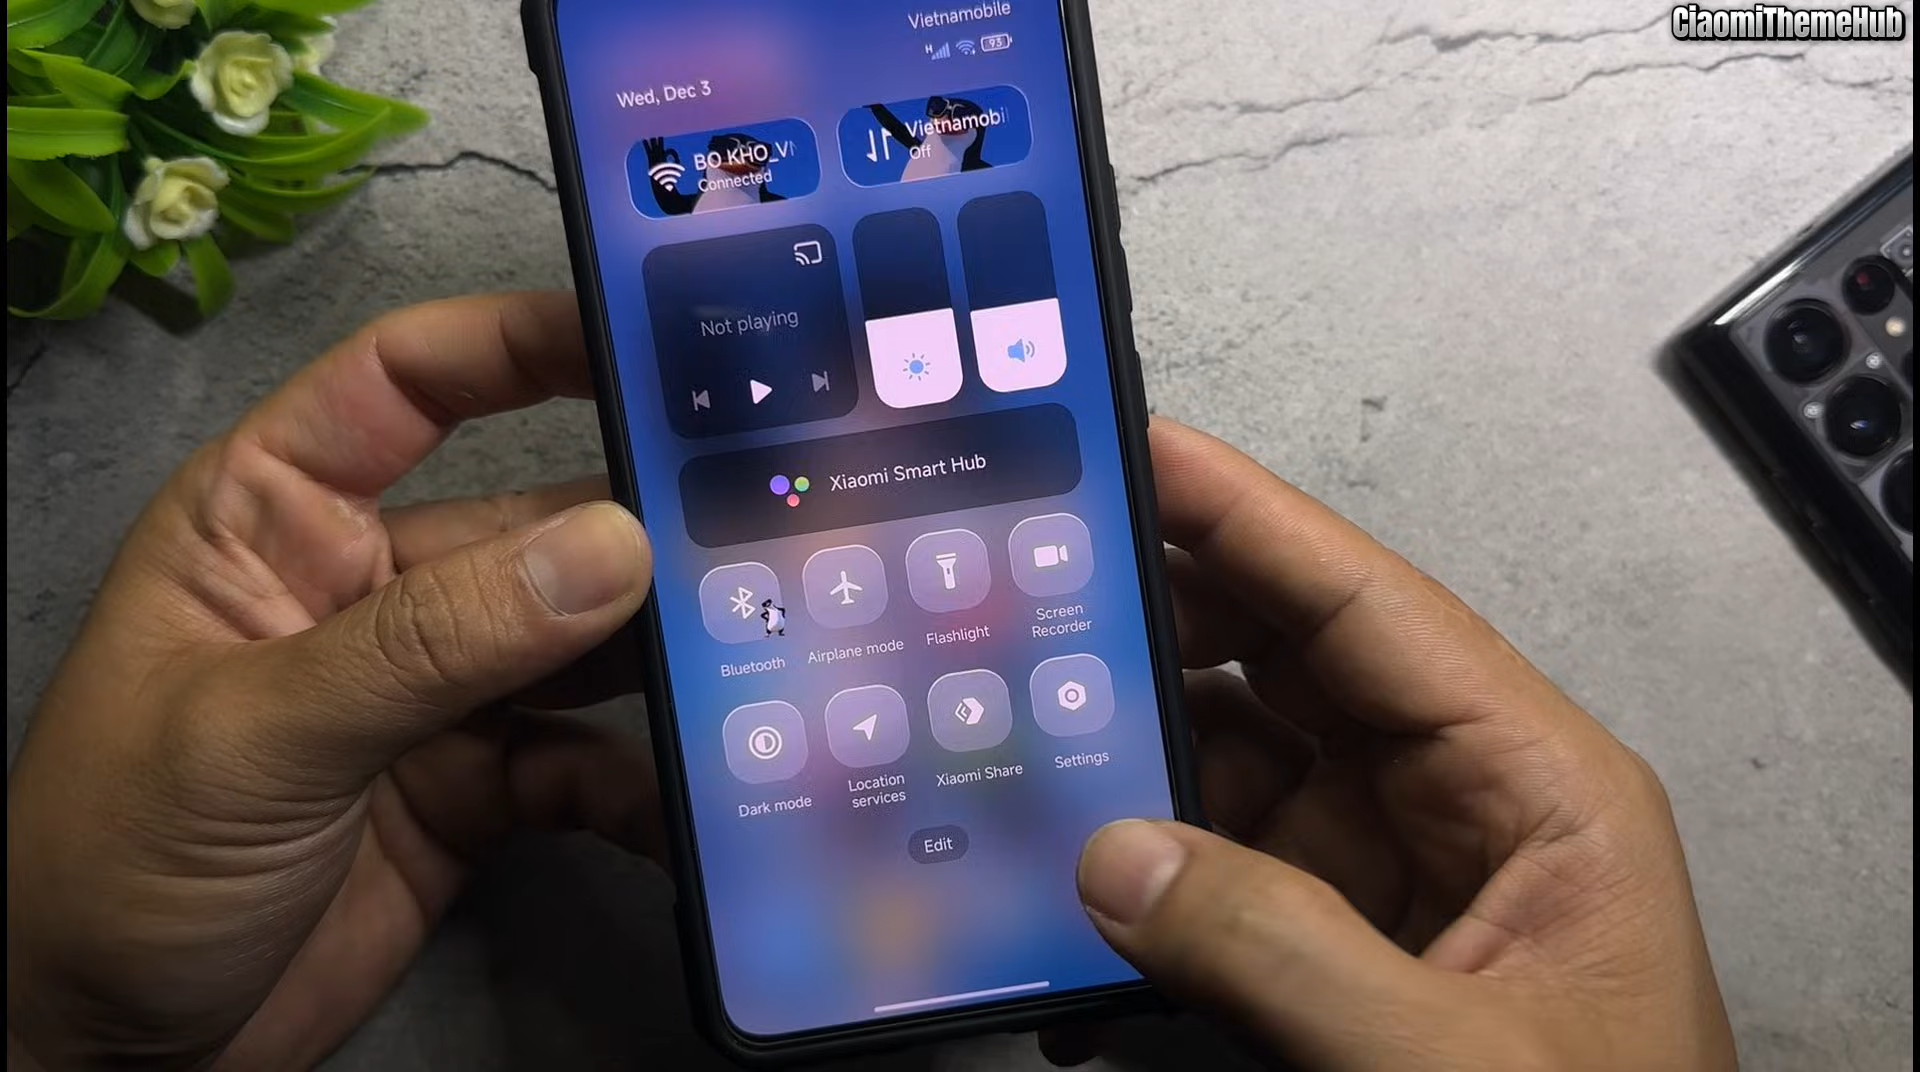 CiaomiThemeHub
Vietnamobile
H
93
Wed, Dec 3
BO KHO_VN
Connected
Vietnamobi
Off
Not playing
Xiaomi Smart Hub
Bluetooth
Airplane mode
Flashlight
Screen
Recorder
Dark mode
Location
services
Xiaomi Share
Settings
Edit